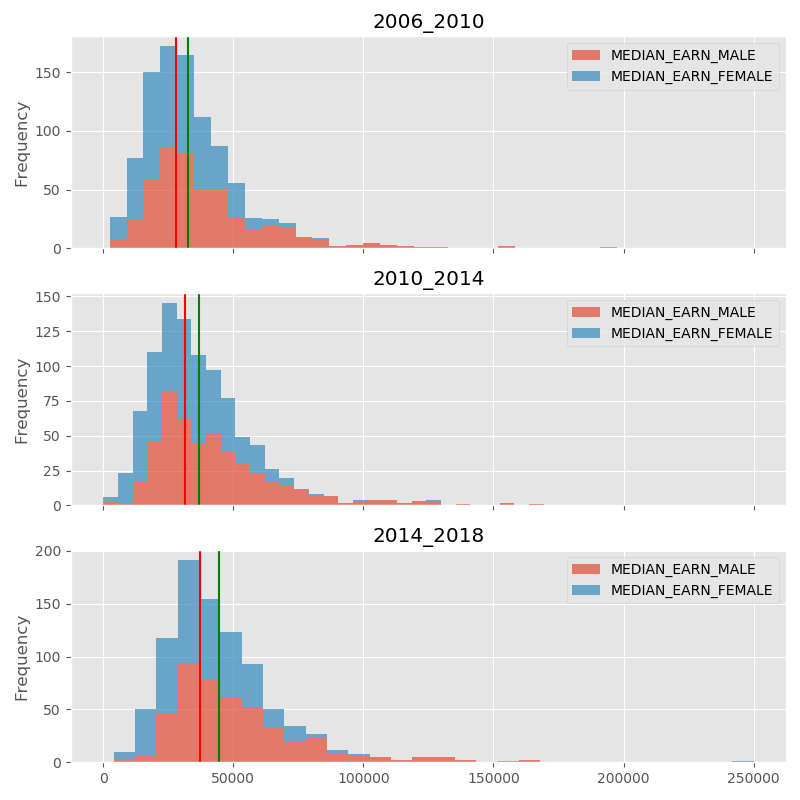 2006_2010
MEDIAN_EARN_MALE
MEDIAN_EARN_FEMALE
Frequency
150
100
50
0
2010_2014
MEDIAN_EARN_MALE
MEDIAN_EARN_FEMALE
Frequency
150
125
100
75
50
25
0
2014_2018
MEDIAN_EARN_MALE
MEDIAN_EARN_FEMALE
Frequency
200
150
100
50
0
0 50000 100000 150000 200000 250000